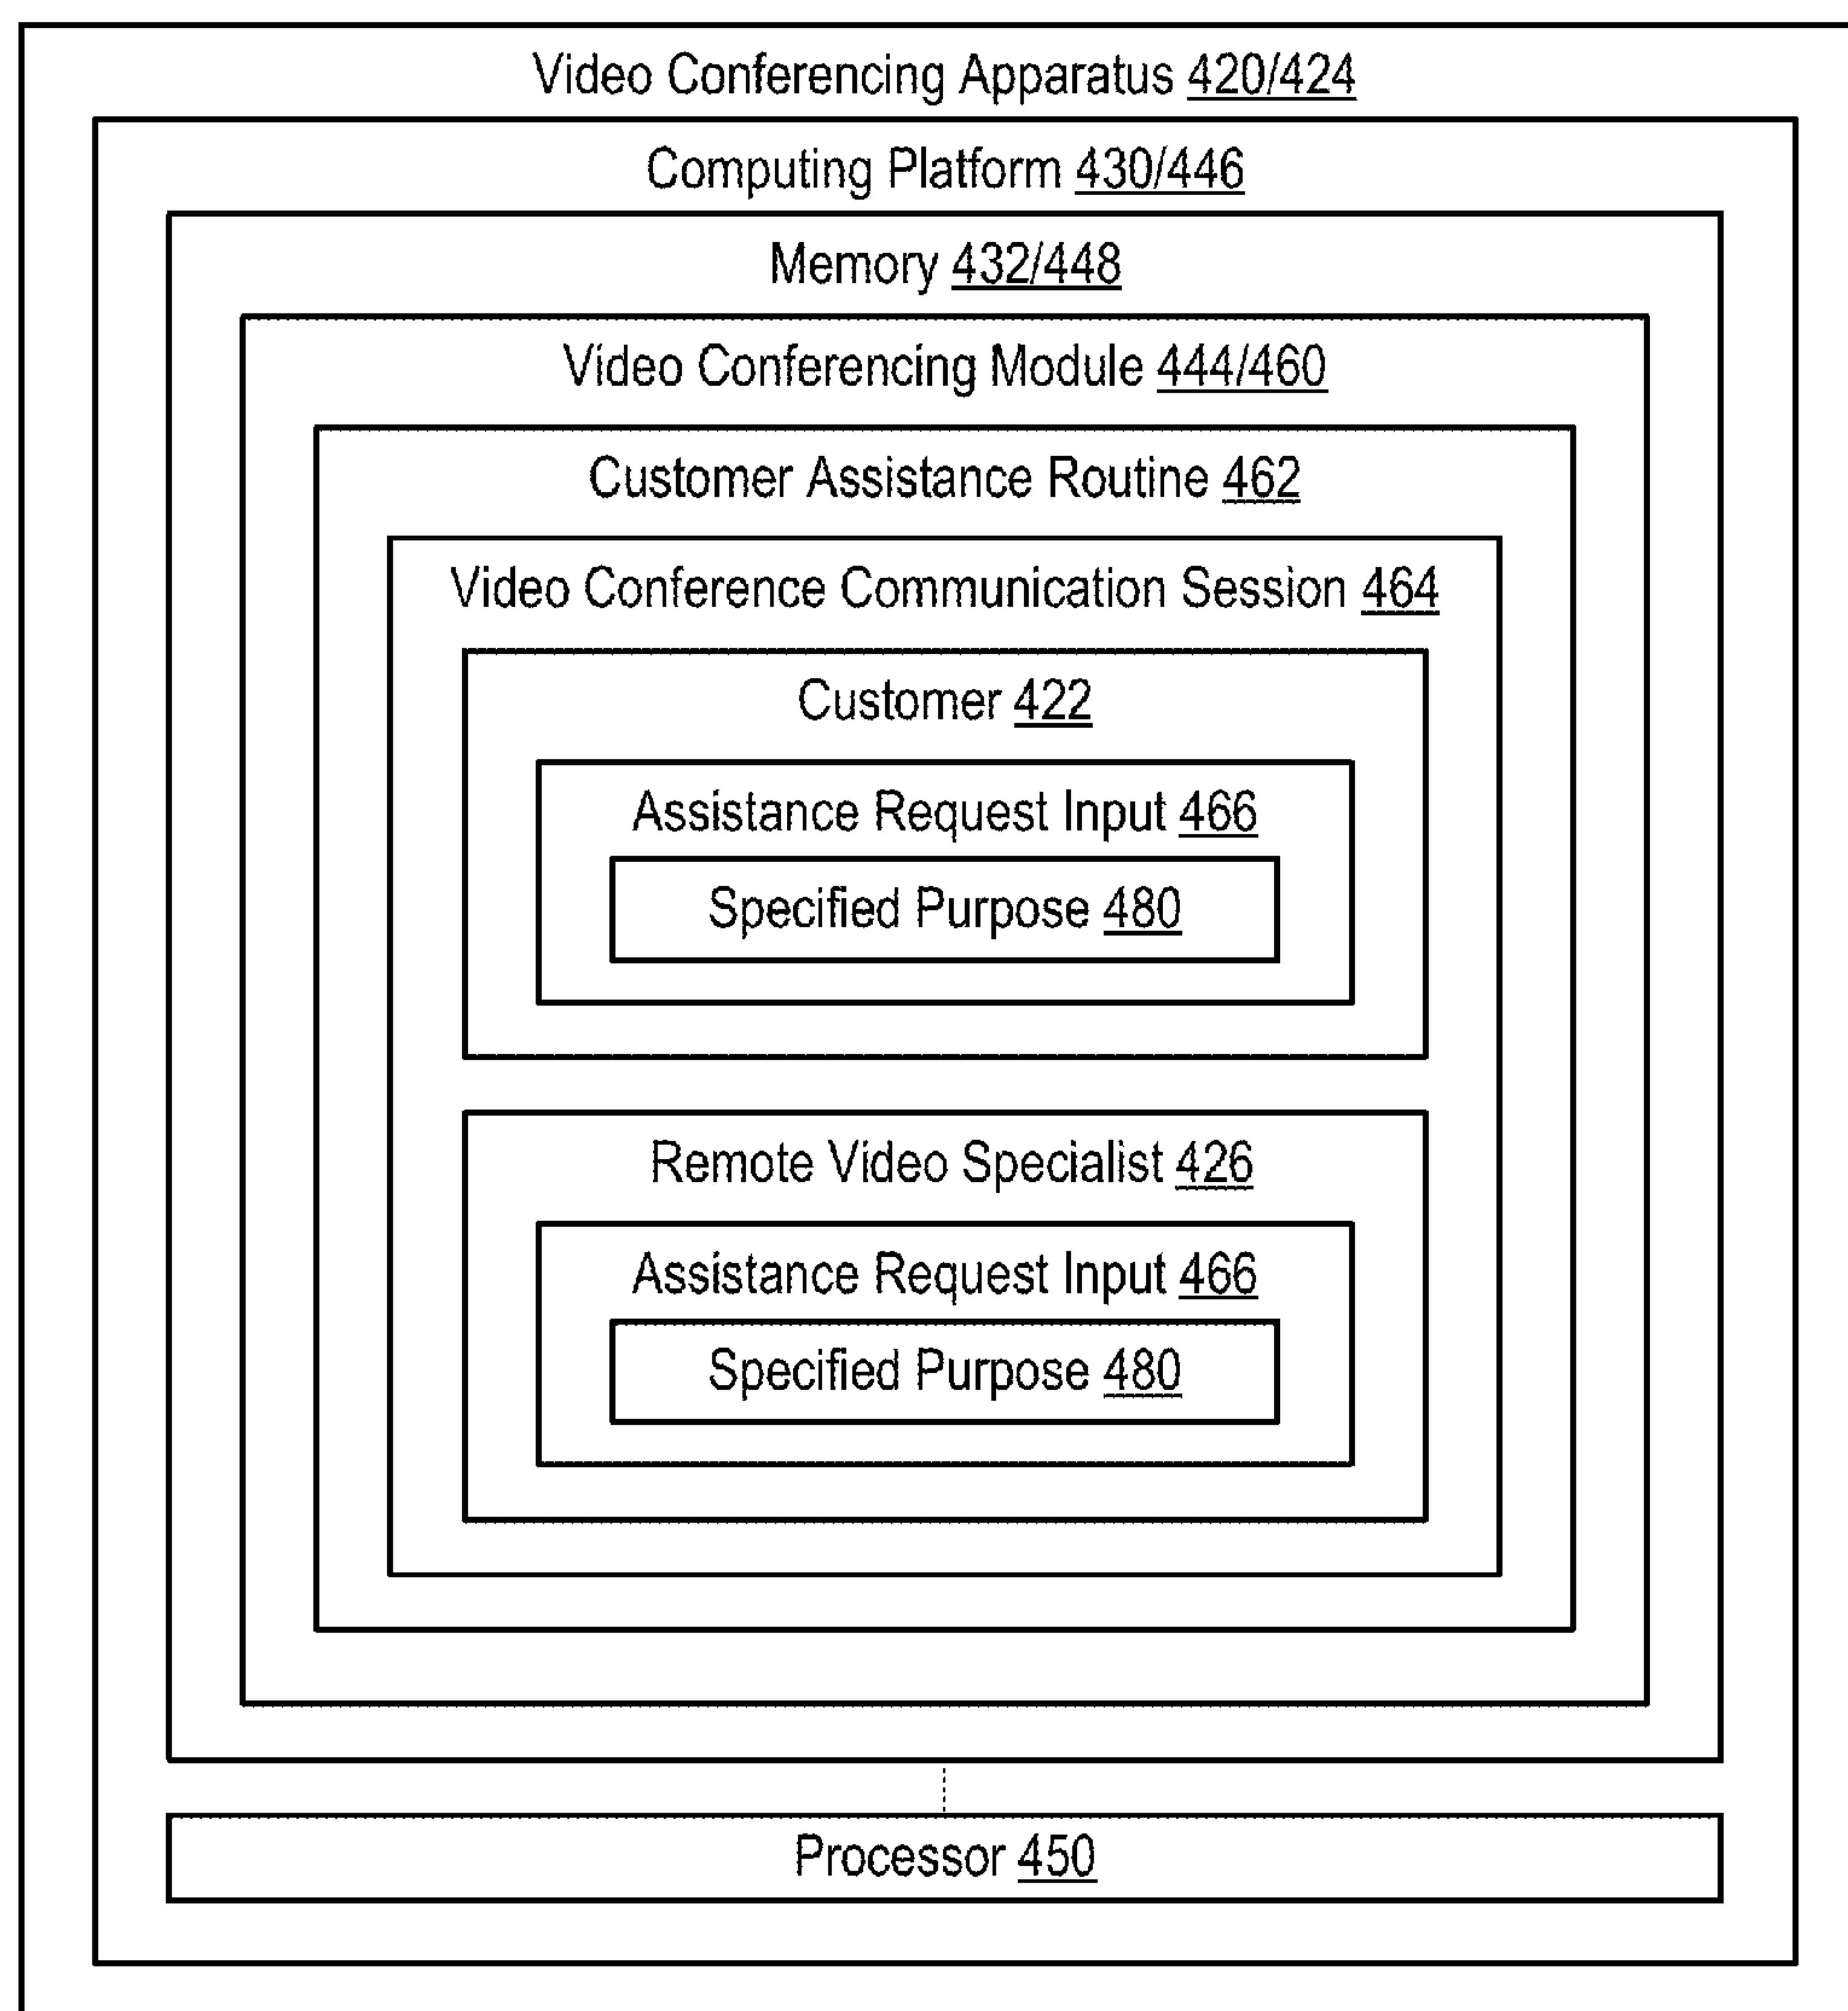 Video Conferencing Apparatus 420/424
Computing Platform 430/446
Memory 432/448
Video Conferencing Module 444/460
Customer Assistance Routine 462
Video Conference Communication Session 464
Customer 422
Assistance Request Input 466
Specified Purpose 480
Remote Video Specialist 426
Assistance Request Input 466
Specified Purpose 480
Processor 450